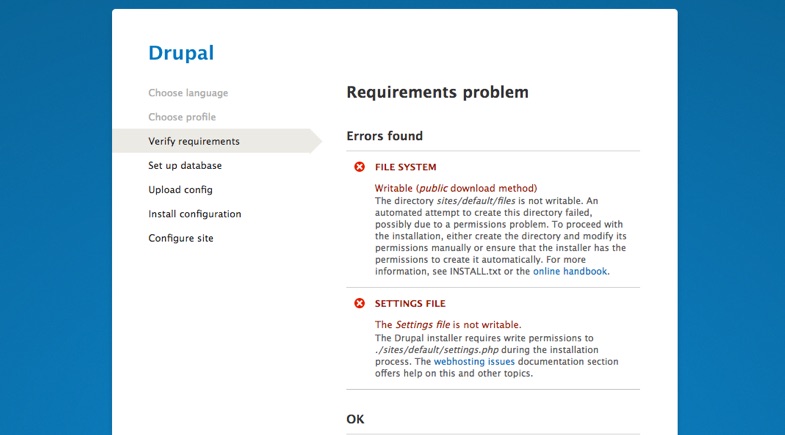 Drupal
Choose language
Choose profile
Verify requirements
Set up database
Upload config
Install configuration
Configure site
Requirements problem
Errors found
FILE SYSTEM
Writable (public download method)
The directory sites/default/files is not writable. An
automated attempt to create this directory failed,
possibly due to a permissions problem. To proceed with
the installation, either create the directory and modify its
permissions manually or ensure that the installer has the
permissions to create it automatically. For more
information, see INSTALL.txt or the online handbook.
SETTINGS FILE
The Settings file is not writable.
The Drupal installer requires write permissions to
./sites/default/settings.php during the installation
process. The webhosting issues documentation section
offers help on this and other topics.
OK